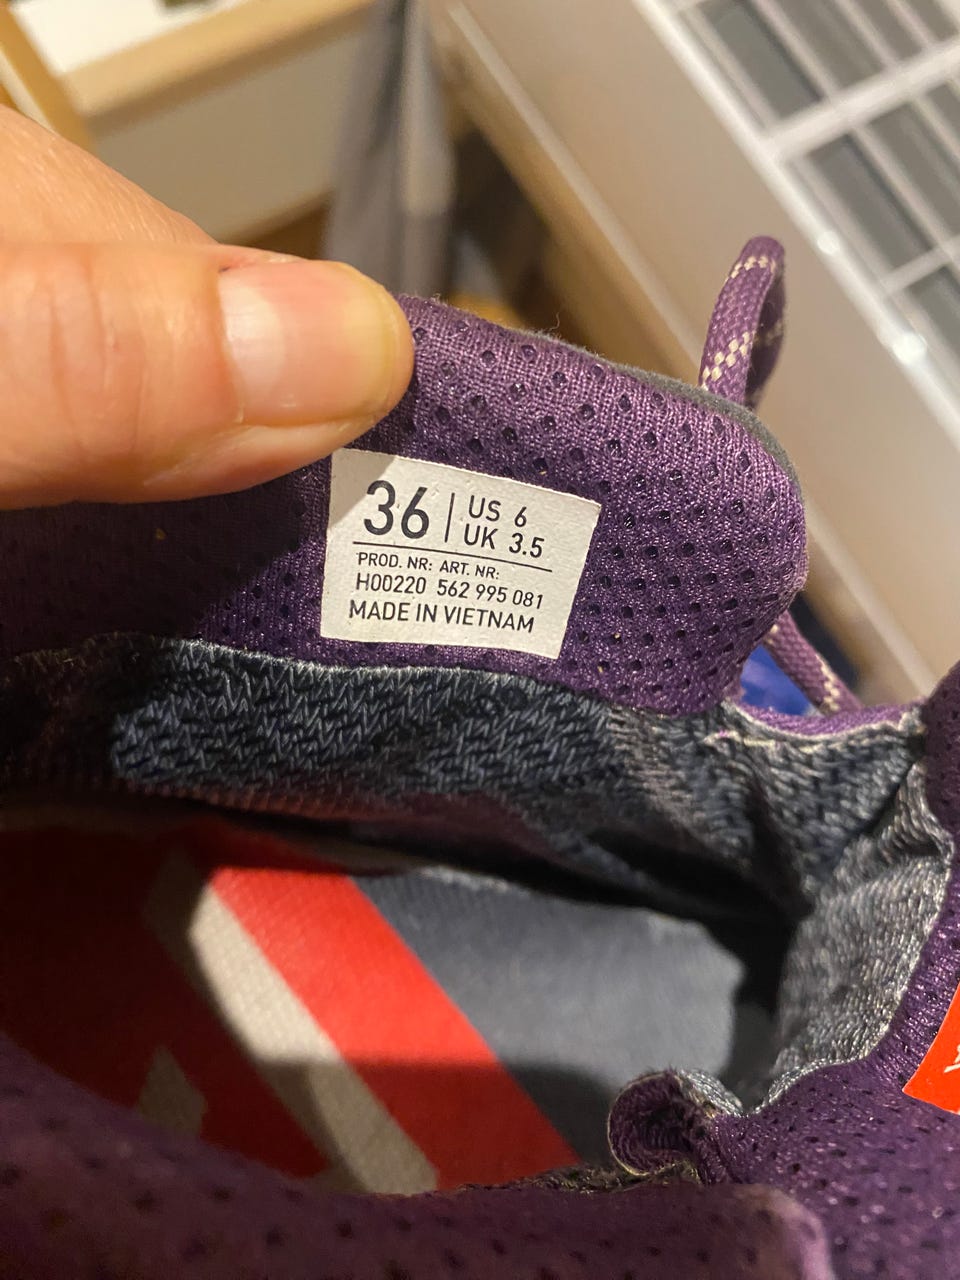 36 | US 6
UK 3.5
PROD. NR: ART. NR:
H00220 562 995 081
MADE IN VIETNAM